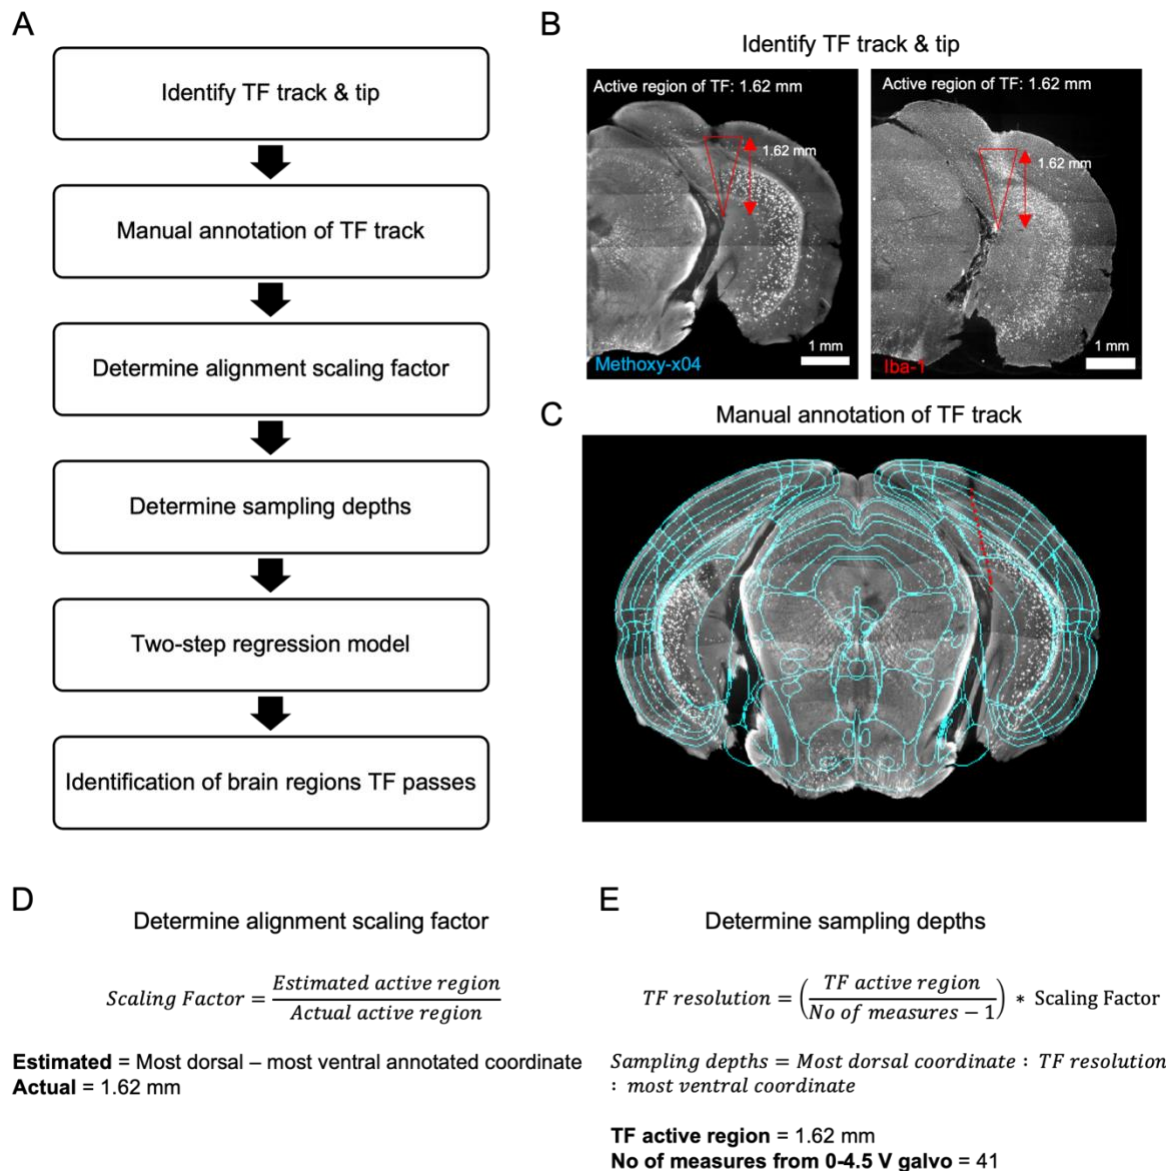 A
Identify TF track & tip
Manual annotation of TF track
Determine alignment scaling factor
Determine sampling depths
Two-step regression model
Identification of brain regions TF passes
B
Identify TF track & tip
Active region of TF: 1.62 mm
1.62 mm
1 mm
Methoxy-x04
Active region of TF: 1.62 mm
1.62 mm
1 mm
Iba-1
C
Manual annotation of TF track
D
Determine alignment scaling factor
Scaling Factor = Estimated active region / Actual active region
Estimated = Most dorsal – most ventral annotated coordinate
Actual = 1.62 mm
E
Determine sampling depths
TF resolution = (TF active region / No of measures − 1) * Scaling Factor
Sampling depths = Most dorsal coordinate : TF resolution
: most ventral coordinate
TF active region = 1.62 mm
No of measures from 0-4.5 V galvo = 41